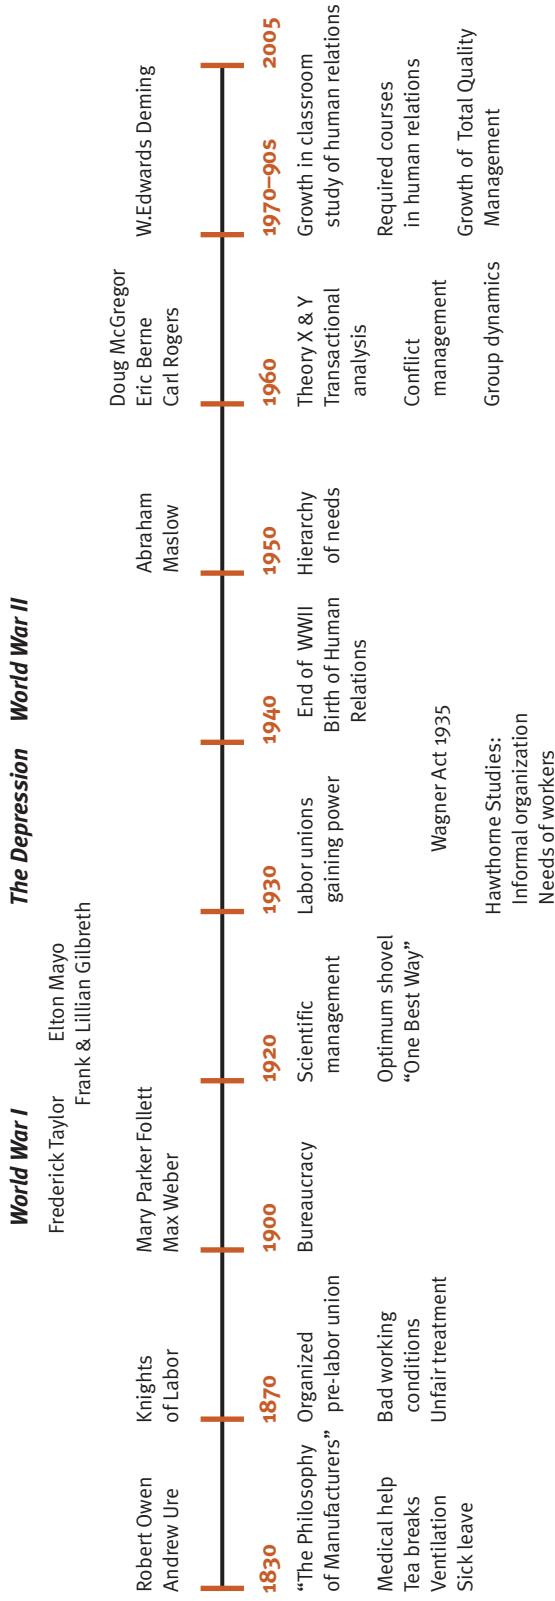 World War I
The Depression
World War II
Frederick Taylor
Elton Mayo
Frank & Lillian Gilbreth
Robert Owen
Andrew Ure
Knights
of Labor
Mary Parker Follett
Max Weber
Abraham
Maslow
Doug McGregor
Eric Berne
Carl Rogers
W.Edwards Deming
1830
1870
1900
1920
1930
1940
1950
1960
1970–90s
2005
“The Philosophy
of Manufacturers”
Medical help
Tea breaks
Ventilation
Sick leave
Organized
pre-labor union
Bad working
conditions
Unfair treatment
Bureaucracy
Scientific
management
Optimum shovel
“One Best Way”
Labor unions
gaining power
Wagner Act 1935
Hawthorne Studies:
Informal organization
Needs of workers
End of WWII
Birth of Human
Relations
Hierarchy
of needs
Theory X & Y
Transactional
analysis
Conflict
management
Group dynamics
Growth in classroom
study of human relations
Required courses
in human relations
Growth of Total Quality
Management